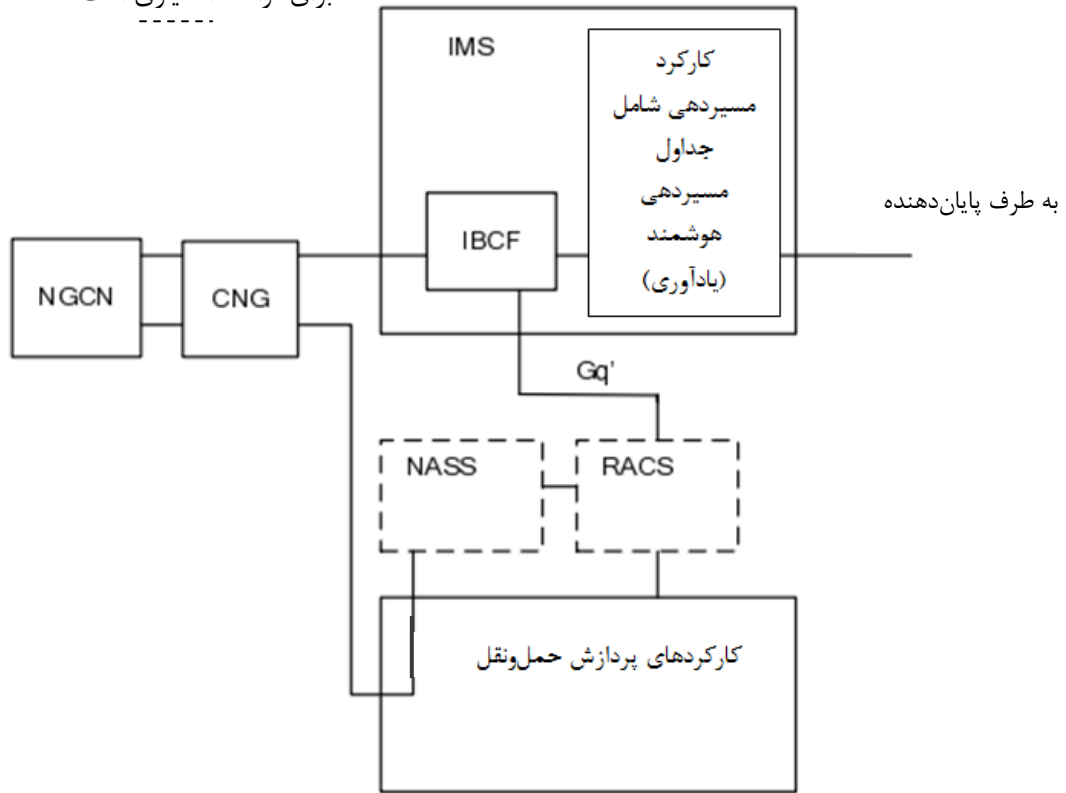 IMS
کارکرد
مسیردهی شامل
جداول
مسیردهی
هوشمند
(یادآوری)
به طرف پایان‌دهنده
IBCF
NGCN
CNG
Gq'
NASS
RACS
کارکردهای پردازش حمل‌ونقل